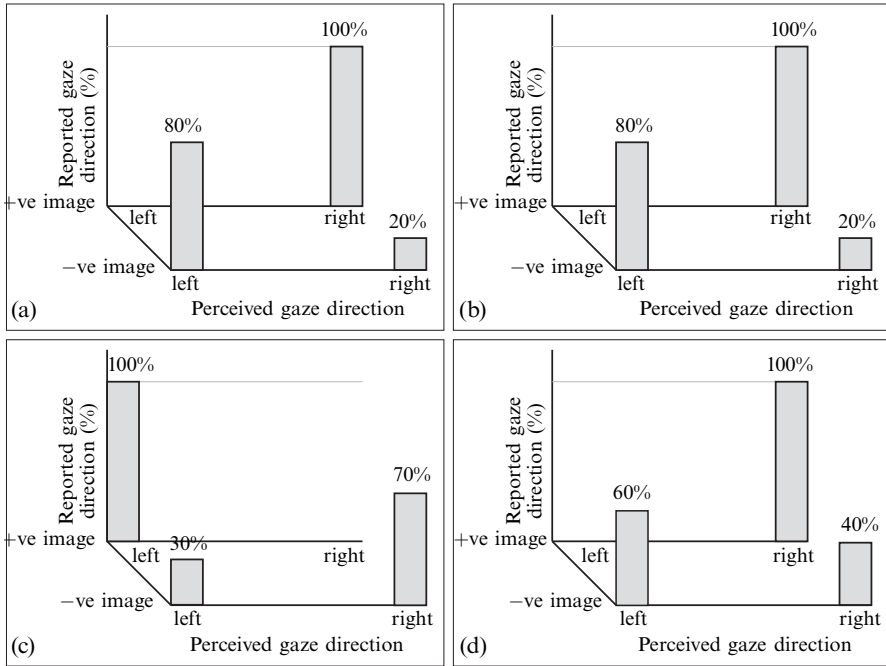 100%
Reported gaze
direction (%)
80%
+ve image
left
right
20%
−ve image
left
right
(a)
Perceived gaze direction
100%
Reported gaze
direction (%)
80%
+ve image
left
right
20%
−ve image
left
right
(b)
Perceived gaze direction
100%
Reported gaze
direction (%)
70%
+ve image
30%
left
right
−ve image
left
right
(c)
Perceived gaze direction
100%
Reported gaze
direction (%)
60%
40%
+ve image
left
right
−ve image
left
right
(d)
Perceived gaze direction